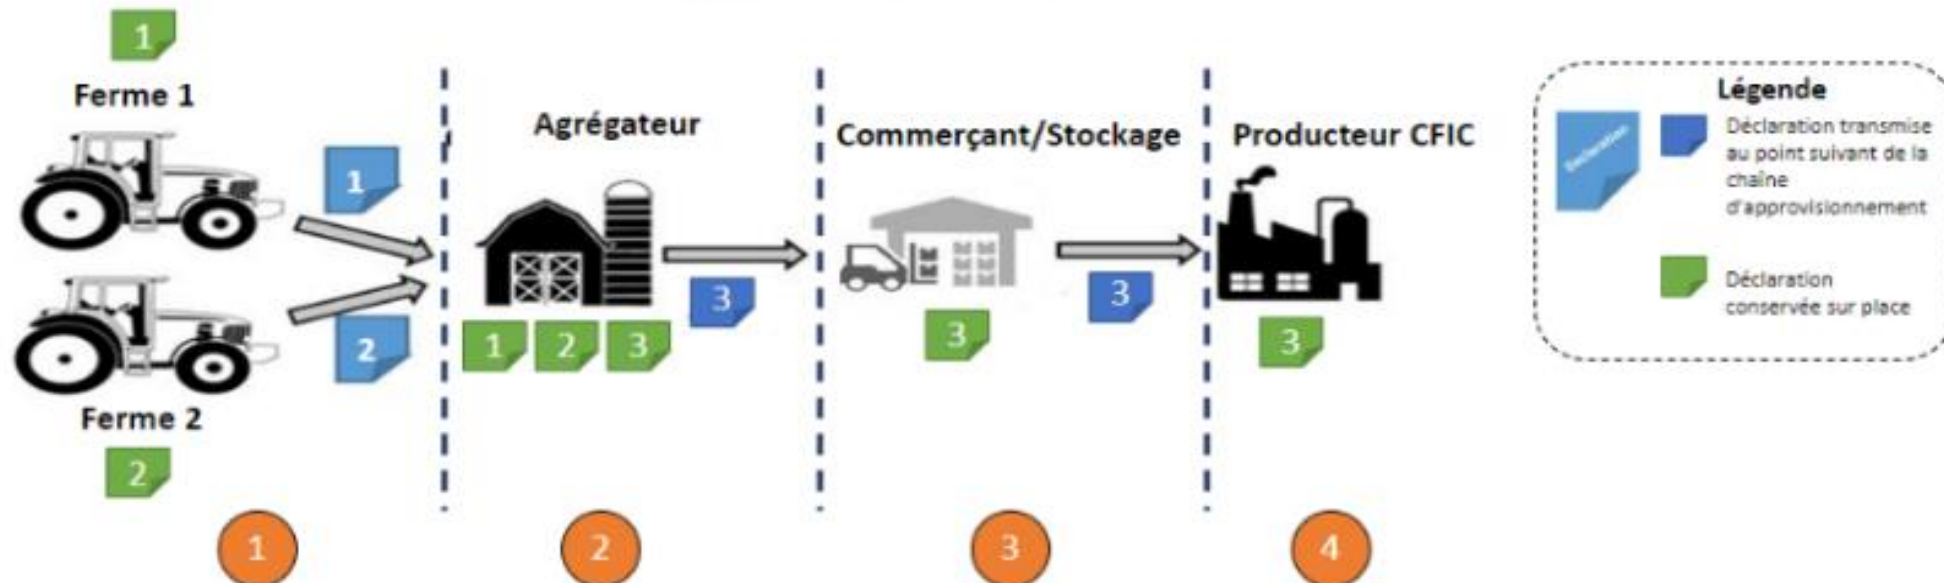 1
Ferme 1
1
2
Ferme 2
2
Agrégateur
1 2 3
3
Commerçant/Stockage
3
3
Producteur CFIC
3
1 2 3 4
Légende
Déclaration
Déclaration transmise
au point suivant de la
chaîne
d'approvisionnement
Déclaration
conservée sur place